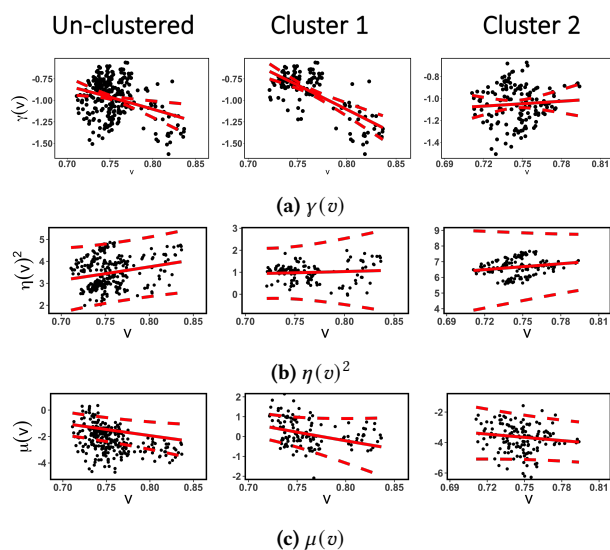 Un-clustered Cluster 1 Cluster 2
γ(v)
-0.75
-1.00
-1.25
-1.50
0.70 0.75 0.80 0.85
v
-0.75
-1.00
-1.25
-1.50
0.70 0.75 0.80 0.85
v
-0.8
-1.0
-1.2
-1.4
0.69 0.72 0.75 0.78 0.81
v
(a) γ(v)
η(v)²
5
4
3
2
0.70 0.75 0.80 0.85
V
3
2
1
0
0.70 0.75 0.80 0.85
V
9
8
7
6
5
4
0.69 0.72 0.75 0.78 0.81
V
(b) η(v)²
μ(v)
0
-2
-4
0.70 0.75 0.80 0.85
V
2
1
0
-1
-2
0.70 0.75 0.80 0.85
V
-2
-4
-6
0.69 0.72 0.75 0.78 0.81
V
(c) μ(v)